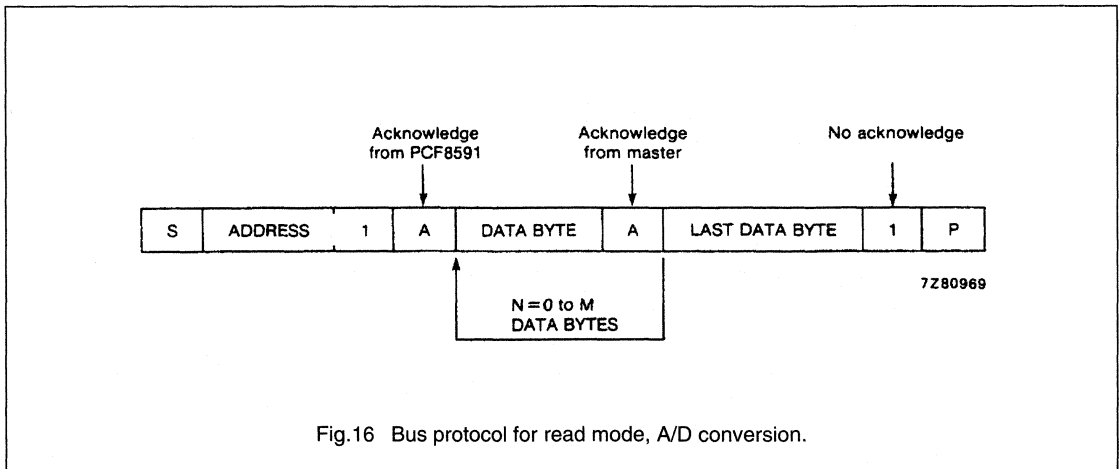 Acknowledge
from PCF8591
Acknowledge
from master
No acknowledge
S ADDRESS 1 A DATA BYTE A LAST DATA BYTE 1 P
7Z80969
N=0 to M
DATA BYTES
Fig.16 Bus protocol for read mode, A/D conversion.